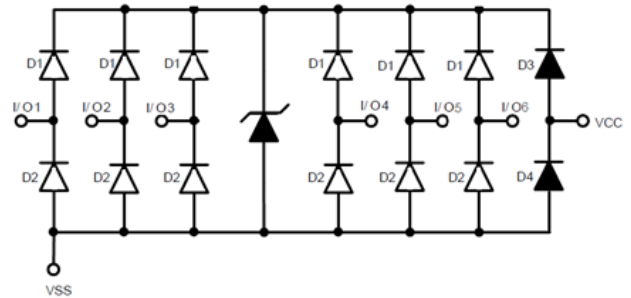 D1 D1 D1 D1 D1 D1 D3
I/O1 I/O2 I/O3 I/O4 I/O5 I/O6 VCC
D2 D2 D2 D2 D2 D2 D4
VSS